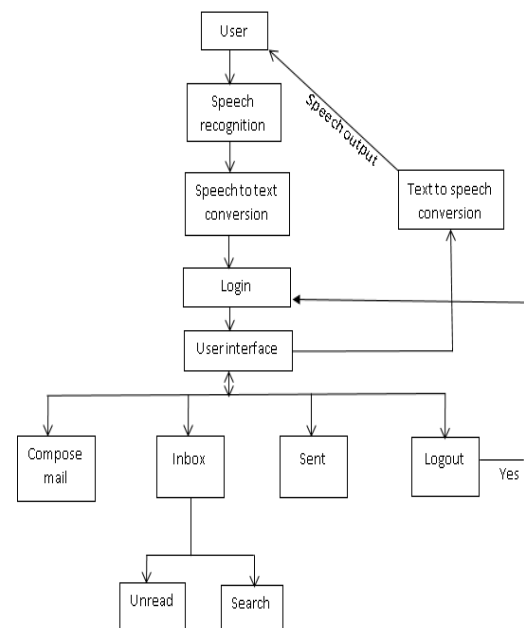 User
Speech
recognition
Speech output
Speech to text
conversion
Text to speech
conversion
Login
User interface
Compose
mail
Inbox
Sent
Logout
Yes
Unread
Search